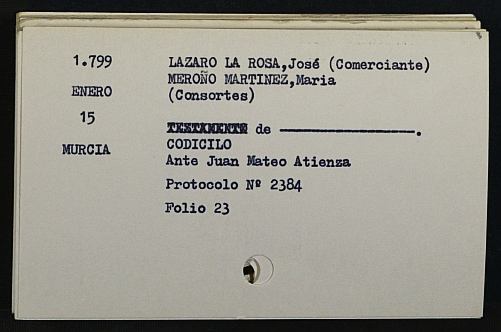 1.799
ENERO
15
MURCIA
LAZARO LA ROSA,José (Comerciante)
MEROÑO MARTINEZ,Maria
(Consortes)
TESTAMENTO de ————————.
CODICILO
Ante Juan Mateo Atienza
Protocolo Nº 2384
Folio 23